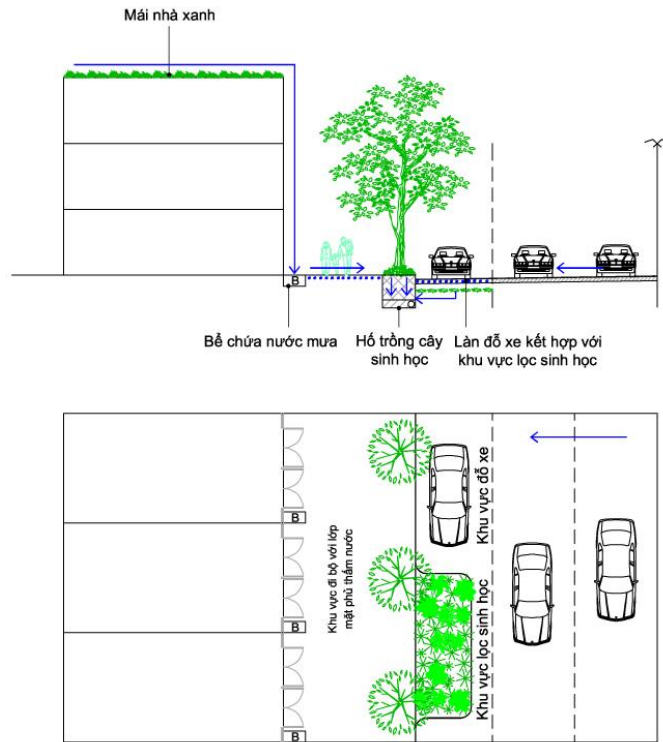 Mái nhà xanh
B
Bể chứa nước mưa
Hố trồng cây
sinh học
Làn đỗ xe kết hợp với
khu vực lọc sinh học
Khu vực đi bộ với lớp
mặt phủ thấm nước
Khu vực đỗ xe
Khu vực lọc sinh học
B
B
B